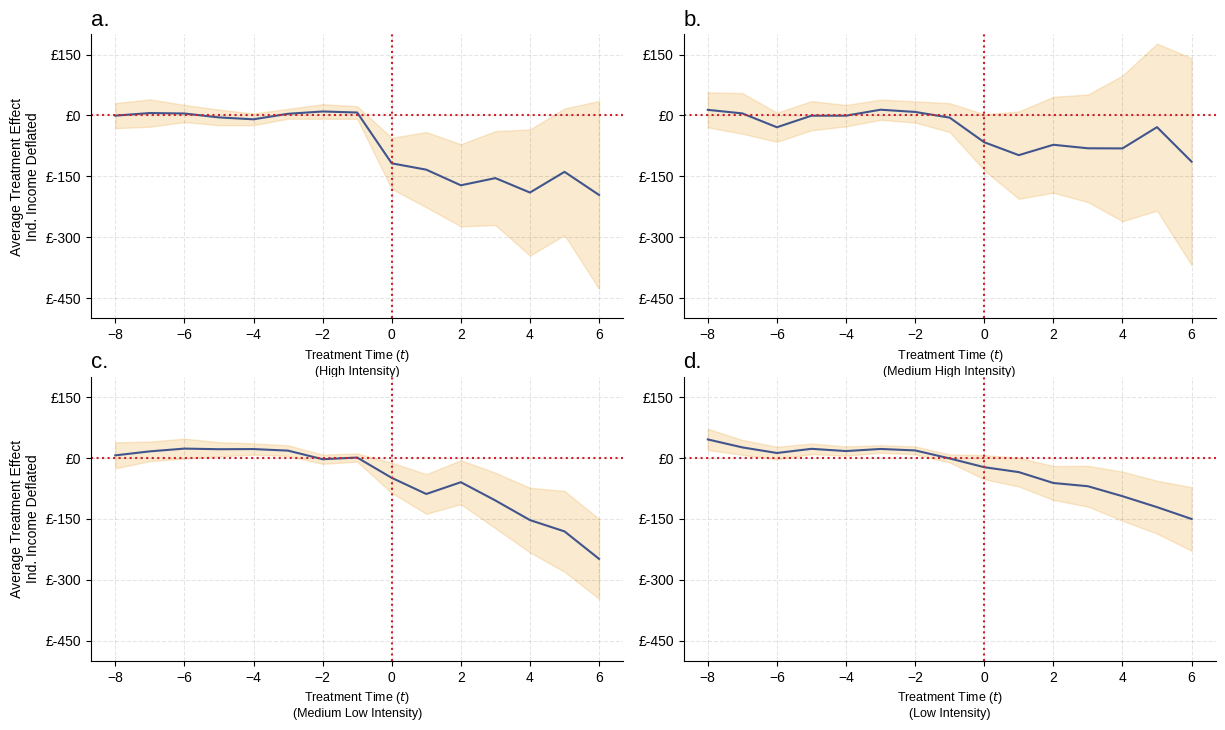 a.
Average Treatment Effect
Ind. Income Deflated
£150
£0
£-150
£-300
£-450
−8 −6 −4 −2 0 2 4 6
Treatment Time (t)
(High Intensity)
b.
£150
£0
£-150
£-300
£-450
−8 −6 −4 −2 0 2 4 6
Treatment Time (t)
(Medium High Intensity)
c.
Average Treatment Effect
Ind. Income Deflated
£150
£0
£-150
£-300
£-450
−8 −6 −4 −2 0 2 4 6
Treatment Time (t)
(Medium Low Intensity)
d.
£150
£0
£-150
£-300
£-450
−8 −6 −4 −2 0 2 4 6
Treatment Time (t)
(Low Intensity)